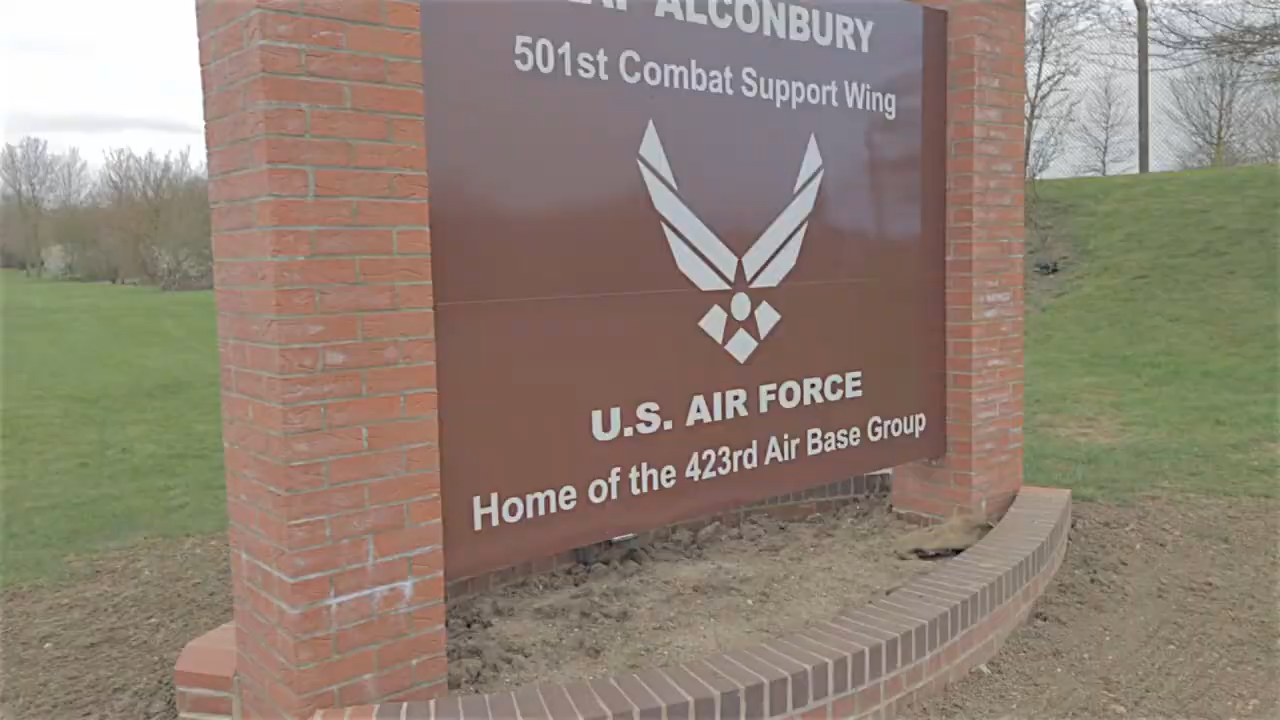 ALCONBURY
501st Combat Support Wing
U.S. AIR FORCE
Home of the 423rd Air Base Group